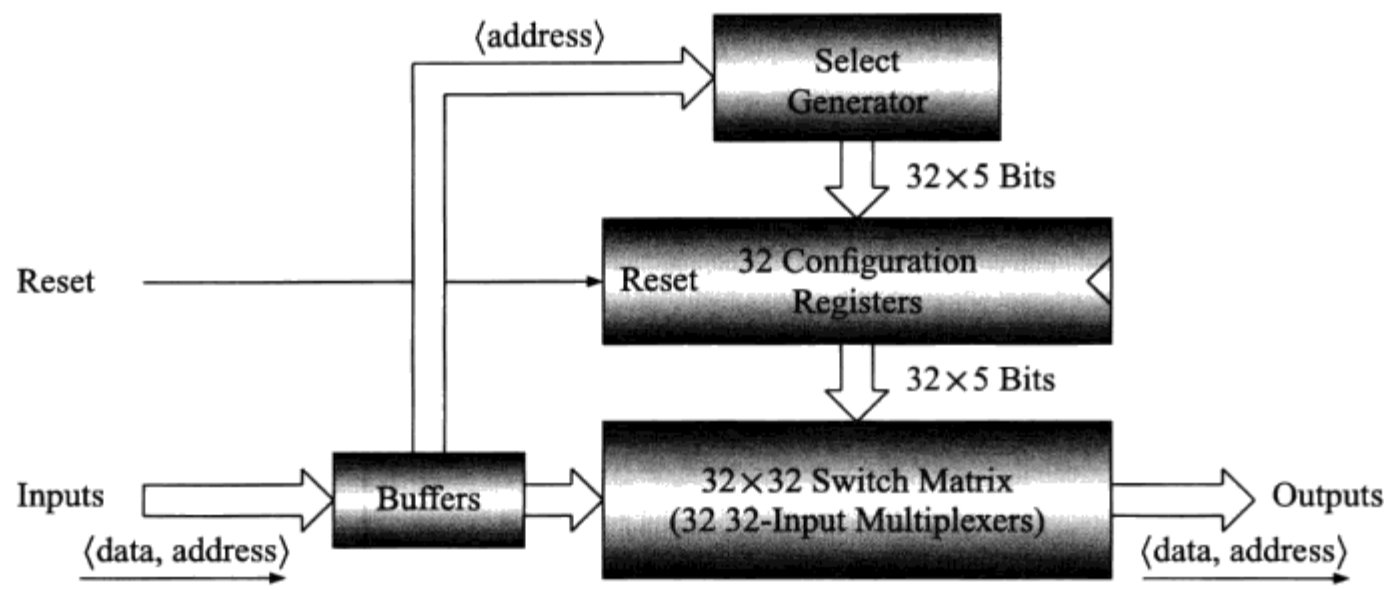 ⟨address⟩
Select
Generator
32×5 Bits
Reset
Reset
32 Configuration
Registers
32×5 Bits
Inputs
⟨data, address⟩
Buffers
32×32 Switch Matrix
(32 32-Input Multiplexers)
Outputs
⟨data, address⟩